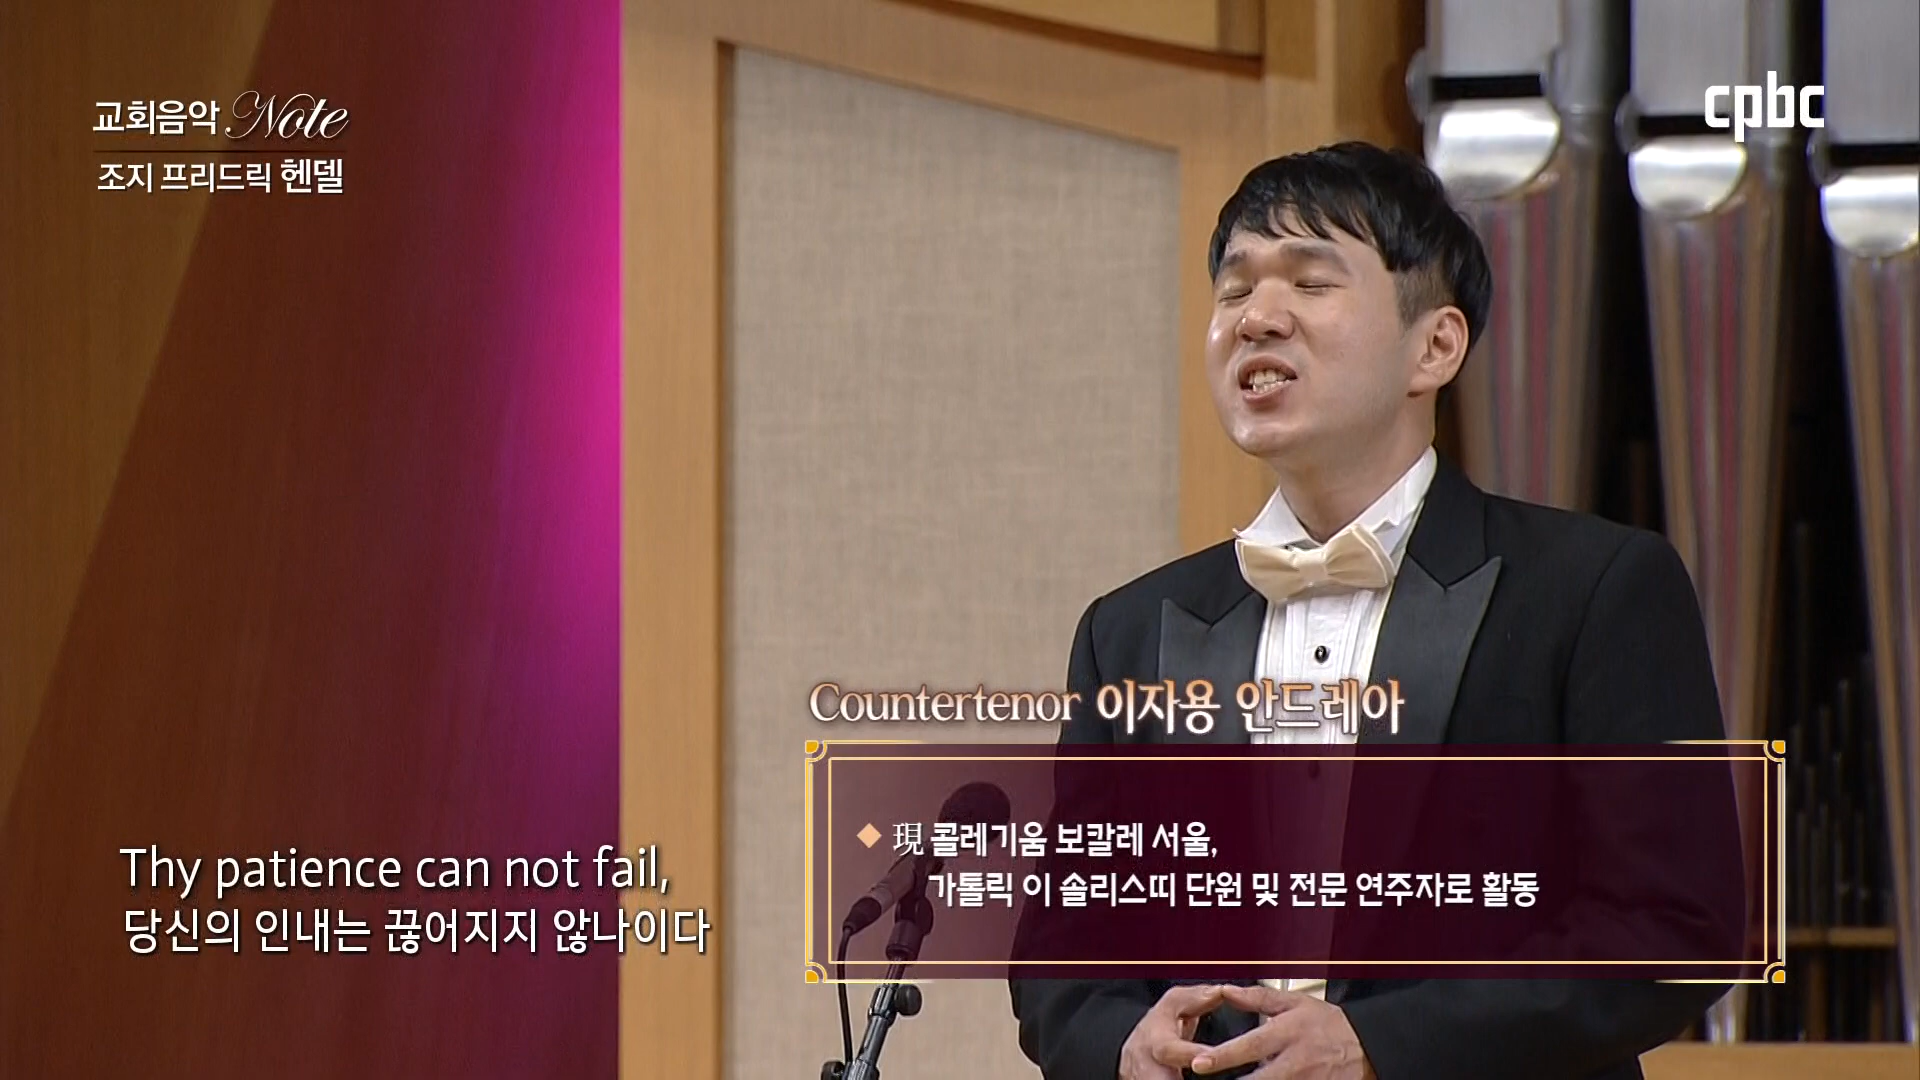 교회음악 Note
조지 프리드릭 헨델
cpbc
Countertenor 이자용 안드레아
現 콜레기움 보칼레 서울,
가톨릭 이 솔리스띠 단원 및 전문 연주자로 활동
Thy patience can not fail,
당신의 인내는 끊어지지 않나이다